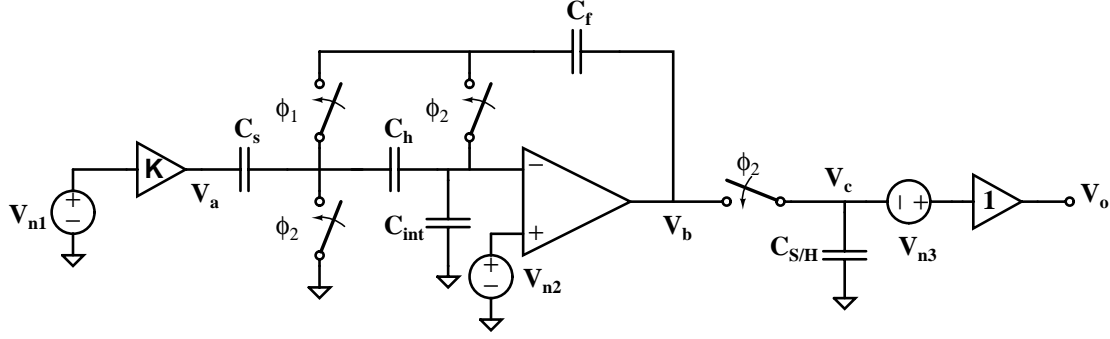 C_f
ϕ_1
ϕ_2
C_s
C_h
K
V_a
V_n1
+
−
ϕ_2
C_int
−
+
+
−
V_n2
V_b
ϕ_2
V_c
− +
V_n3
C_S/H
1
V_o